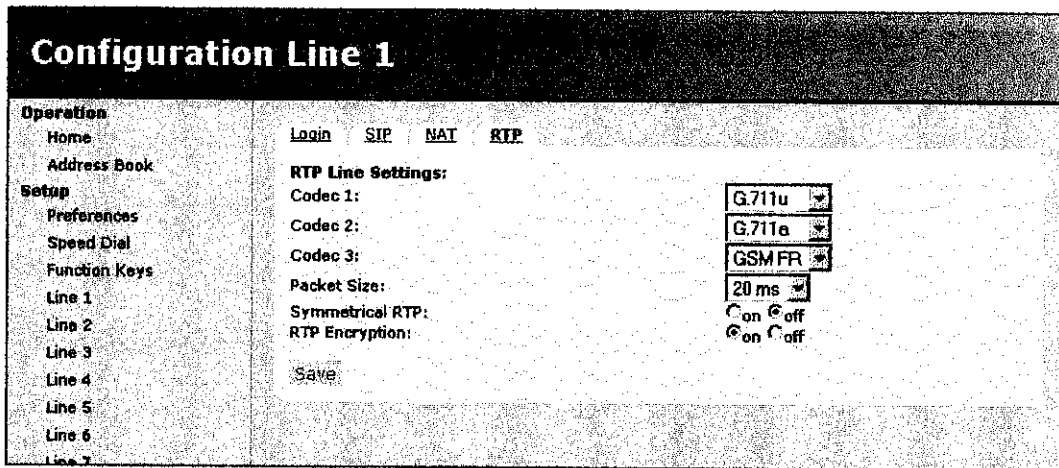 Configuration Line 1
Operation
Home
Address Book
Setup
Preferences
Speed Dial
Function Keys
Line 1
Line 2
Line 3
Line 4
Line 5
Line 6
Line 7
Login SIP NAT RTP
RTP Line Settings:
Codec 1: G.711u
Codec 2: G.711a
Codec 3: GSM FR
Packet Size: 20 ms
Symmetrical RTP: on off
RTP Encryption: on off
Save